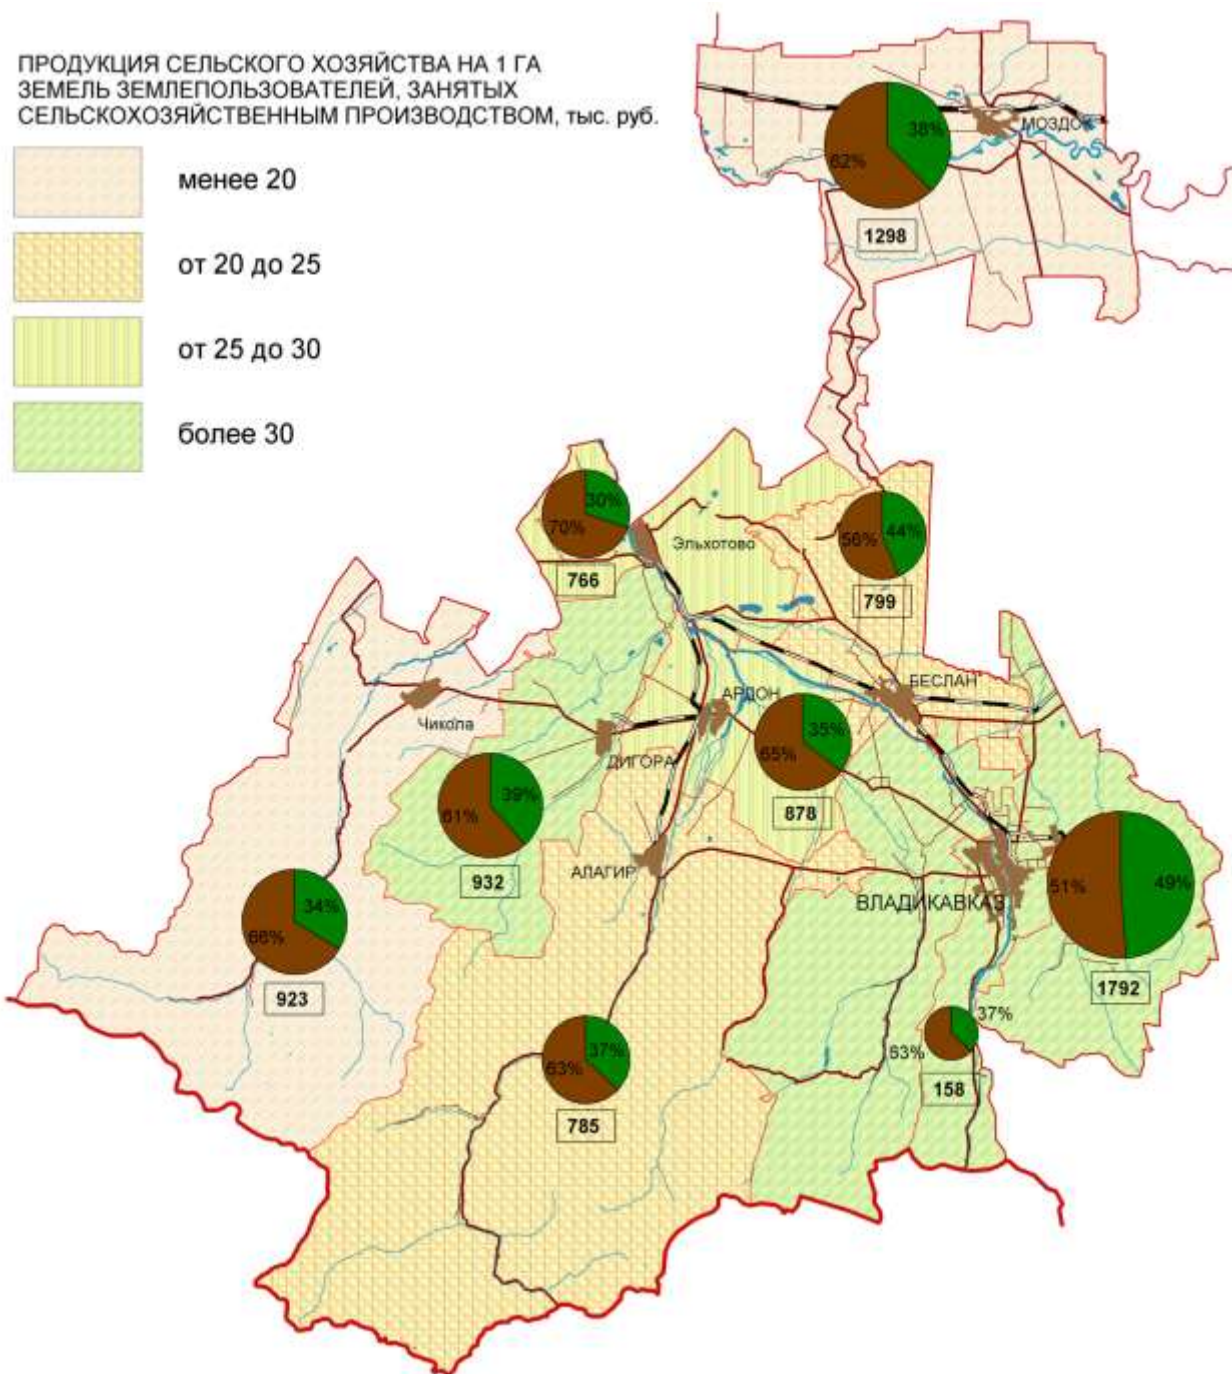 ПРОДУКЦИЯ СЕЛЬСКОГО ХОЗЯЙСТВА НА 1 ГА
ЗЕМЕЛЬ ЗЕМЛЕПОЛЬЗОВАТЕЛЕЙ, ЗАНЯТЫХ
СЕЛЬСКОХОЗЯЙСТВЕННЫМ ПРОИЗВОДСТВОМ, тыс. руб.
менее 20
от 20 до 25
от 25 до 30
более 30
38%
МОЗДОК
62%
1298
30%
70%
Эльхотово
766
44%
56%
799
БЕСЛАН
АРДОН
Чикола
35%
65%
ДИГОРА
878
39%
61%
932
АЛАГИР
49%
51%
ВЛАДИКАВКАЗ
1792
34%
66%
923
37%
63%
158
37%
63%
785